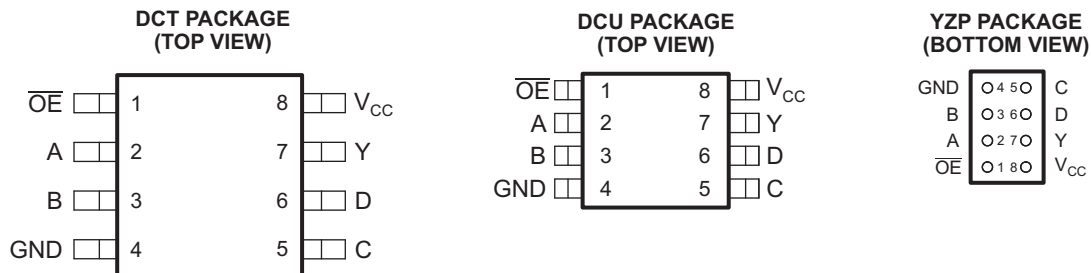 DCT PACKAGE
(TOP VIEW)
OE 1 8 VCC
A 2 7 Y
B 3 6 D
GND 4 5 C
DCU PACKAGE
(TOP VIEW)
OE 1 8 VCC
A 2 7 Y
B 3 6 D
GND 4 5 C
YZP PACKAGE
(BOTTOM VIEW)
GND 4 5 C
B 3 6 D
A 2 7 Y
OE 1 8 VCC